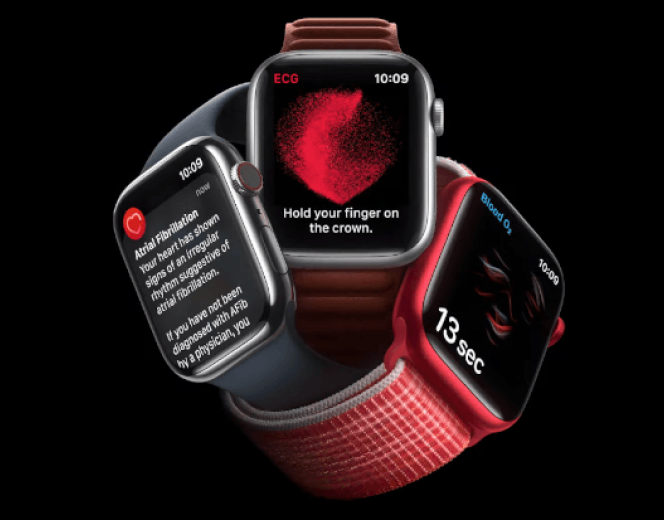 ECG 10:09
Hold your finger on
the crown.
10:09
now
Atrial Fibrillation
Your heart has shown
signs of an irregular
rhythm suggestive of
atrial fibrillation.
If you have not been
diagnosed with AFib
by a physician, you
Blood O₂
10:09
13 sec